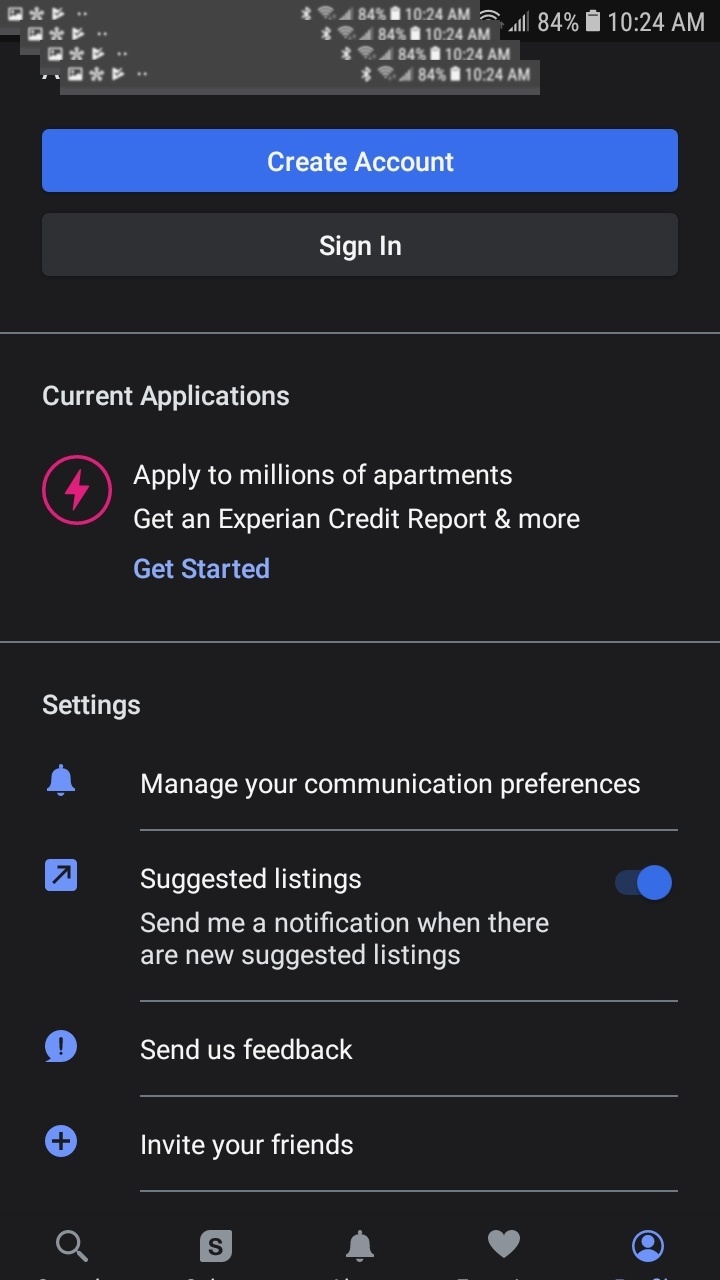 84% 10:24 AM
84% 10:24 AM
84% 10:24 AM
84% 10:24 AM
84% 10:24 AM
Create Account
Sign In
Current Applications
Apply to millions of apartments
Get an Experian Credit Report & more
Get Started
Settings
Manage your communication preferences
Suggested listings
Send me a notification when there
are new suggested listings
Send us feedback
Invite your friends
S